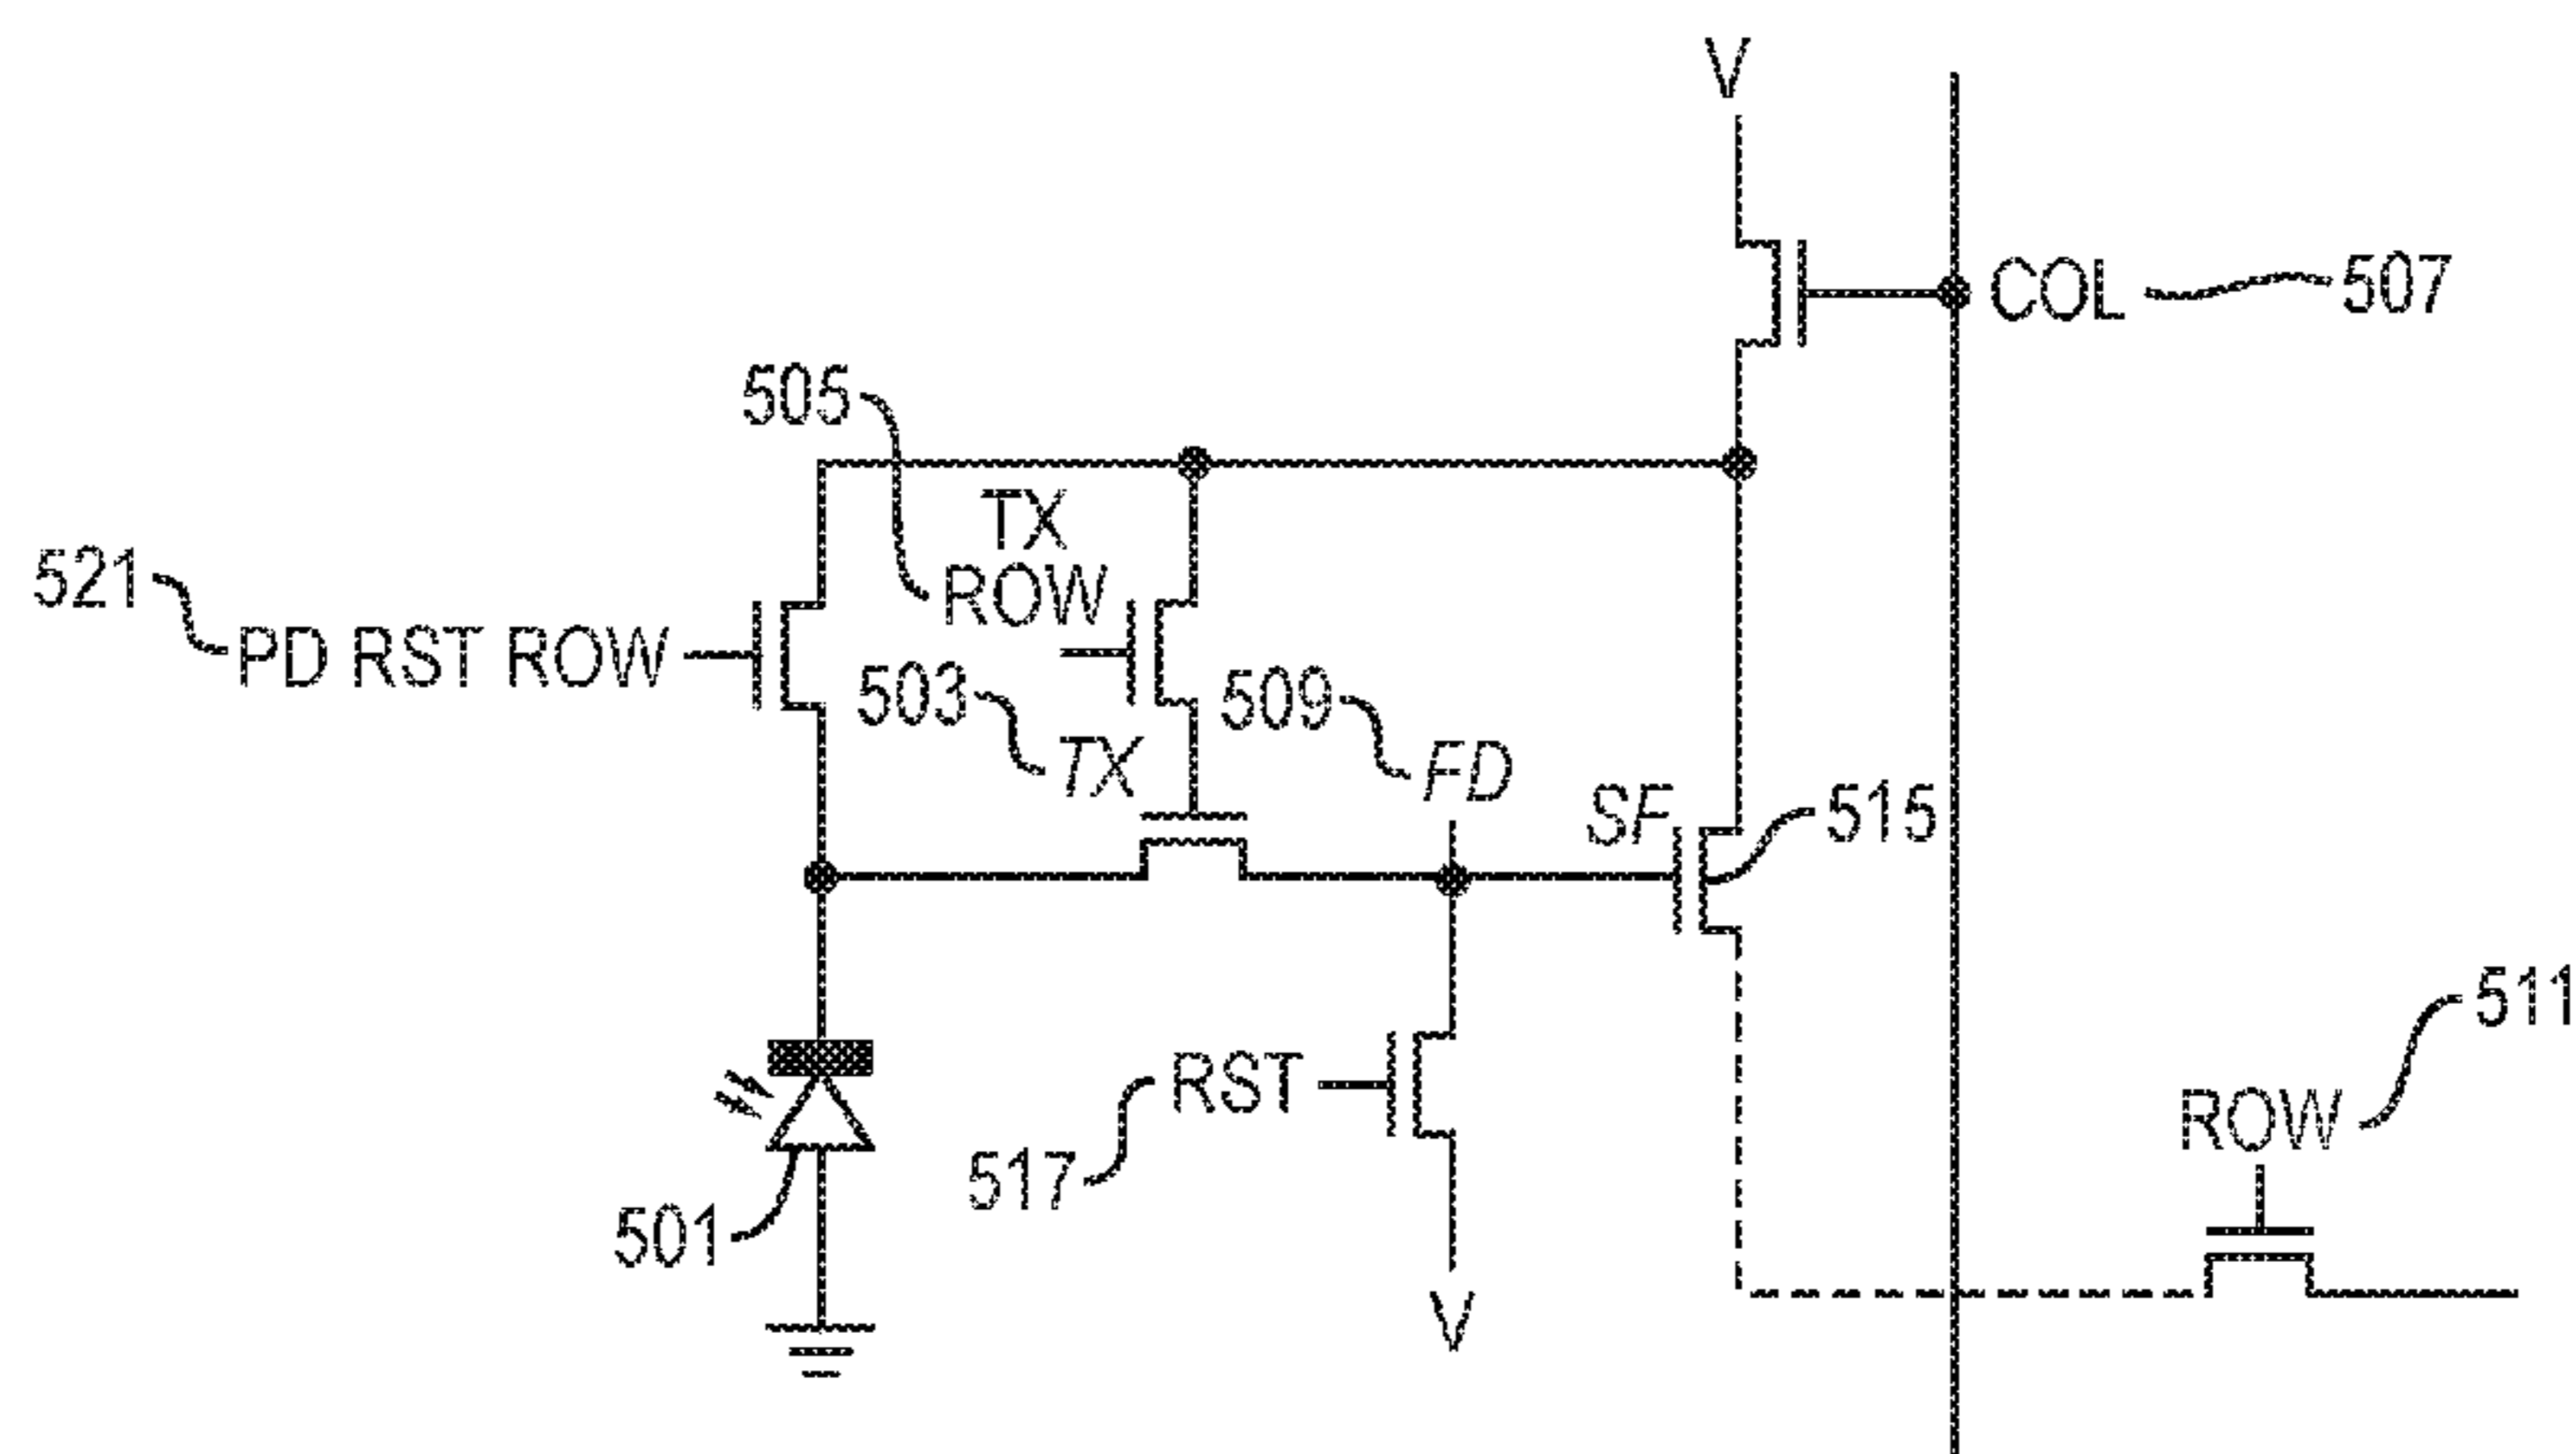 V
COL 507
505
TX
ROW
521
PD RST ROW
503
TX
509
FD
SF
515
511
ROW
RST
517
501
V